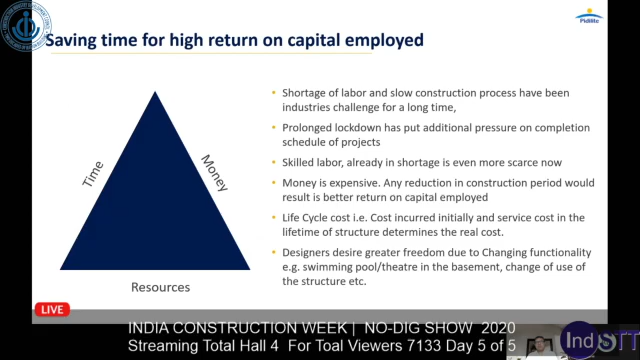 Pidilite
Saving time for high return on capital employed
Time
Money
Resources
• Shortage of labor and slow construction process have been
industries challenge for a long time,
• Prolonged lockdown has put additional pressure on completion
schedule of projects
• Skilled labor, already in shortage is even more scarce now
• Money is expensive. Any reduction in construction period would
result is better return on capital employed
• Life Cycle cost i.e. Cost incurred initially and service cost in the
lifetime of structure determines the real cost.
• Designers desire greater freedom due to Changing functionality
e.g. swimming pool/theatre in the basement, change of use of
the structure etc.
LIVE
INDIA CONSTRUCTION WEEK | NO-DIG SHOW 2020
Streaming Total Hall 4 For Toal Viewers 7133 Day 5 of 5
IndSTT